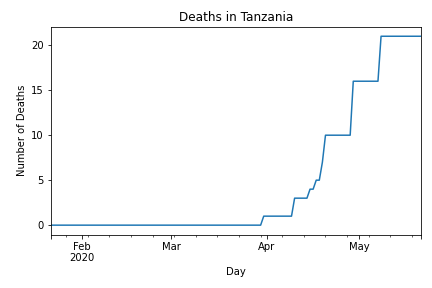 Deaths in Tanzania
Number of Deaths
20
15
10
5
0
Feb
2020
Mar
Apr
May
Day